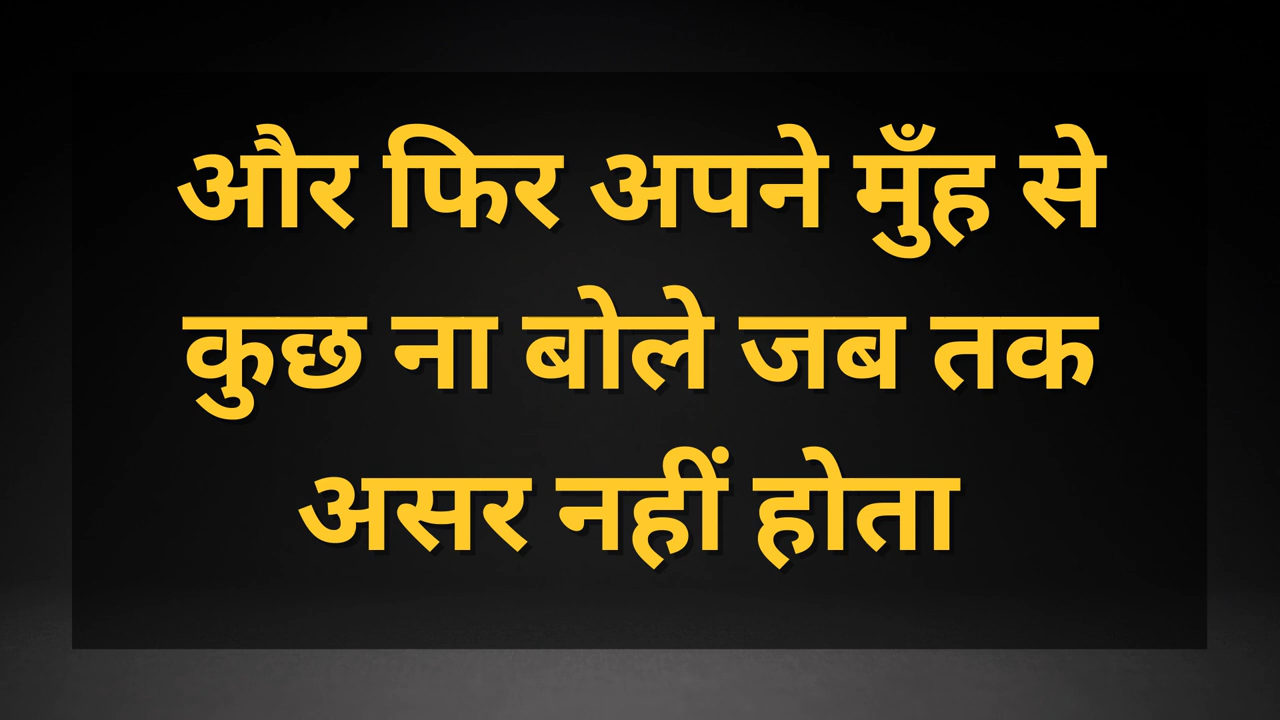 और फिर अपने मुँह से
कुछ ना बोले जब तक
असर नहीं होता